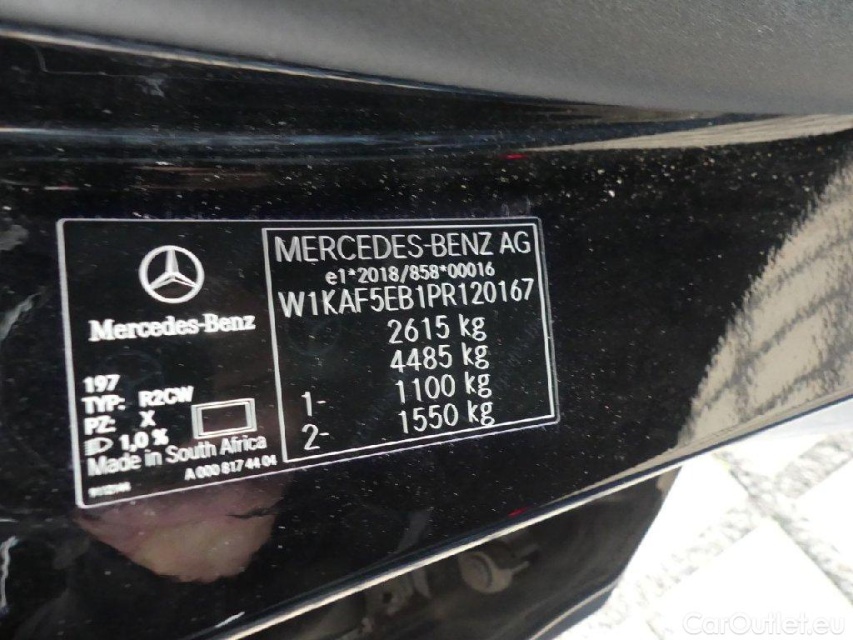 Mercedes-Benz
197
TYP: R2CW
PZ: X
1,0 %
Made in South Africa
A 000 817 44 04
MERCEDES-BENZ AG
e1*2018/858*00016
W1KAF5EB1PR120167
2615 kg
4485 kg
1- 1100 kg
2- 1550 kg
CarOutlet.eu